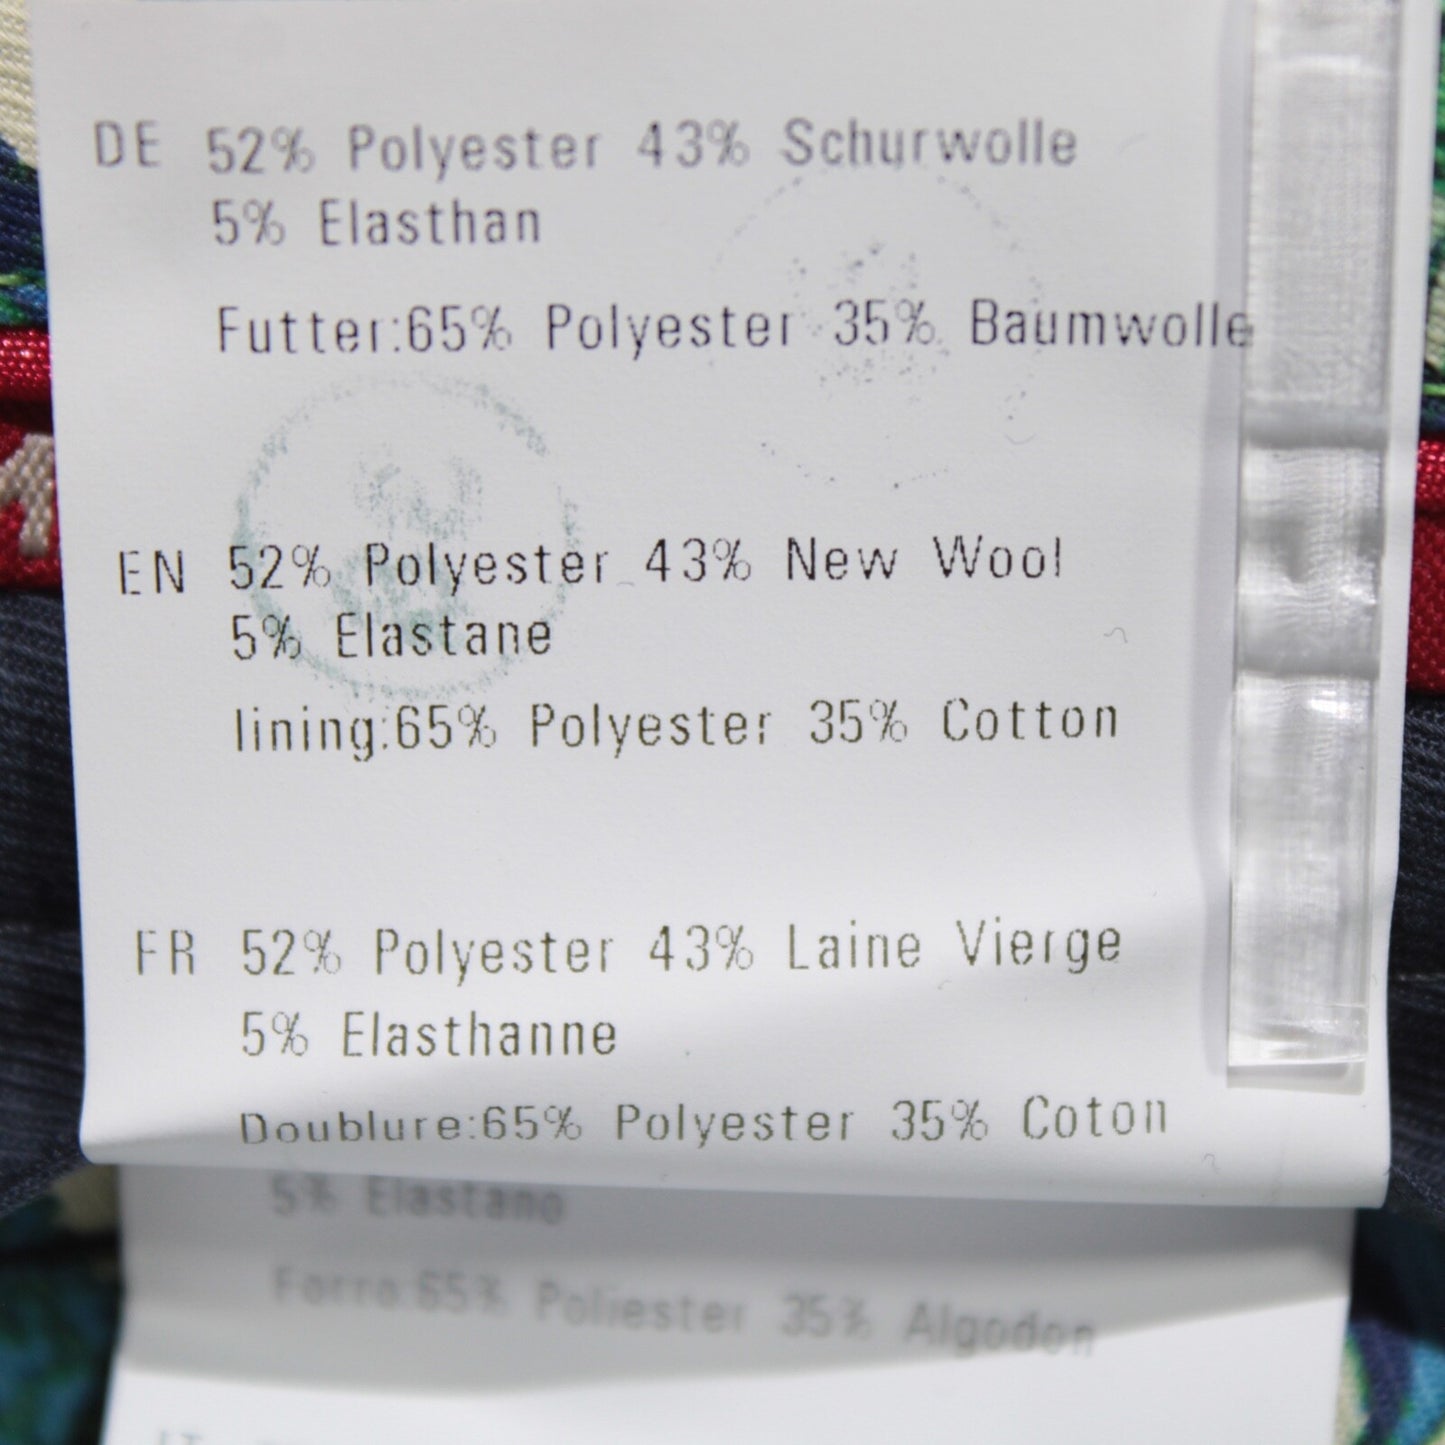 DE 52% Polyester 43% Schurwolle
5% Elasthan
Futter:65% Polyester 35% Baumwolle
EN 52% Polyester 43% New Wool
5% Elastane
lining:65% Polyester 35% Cotton
FR 52% Polyester 43% Laine Vierge
5% Elasthanne
Doublure:65% Polyester 35% Coton
5% Elastano
Forro:65% Poliester 35% Algodon